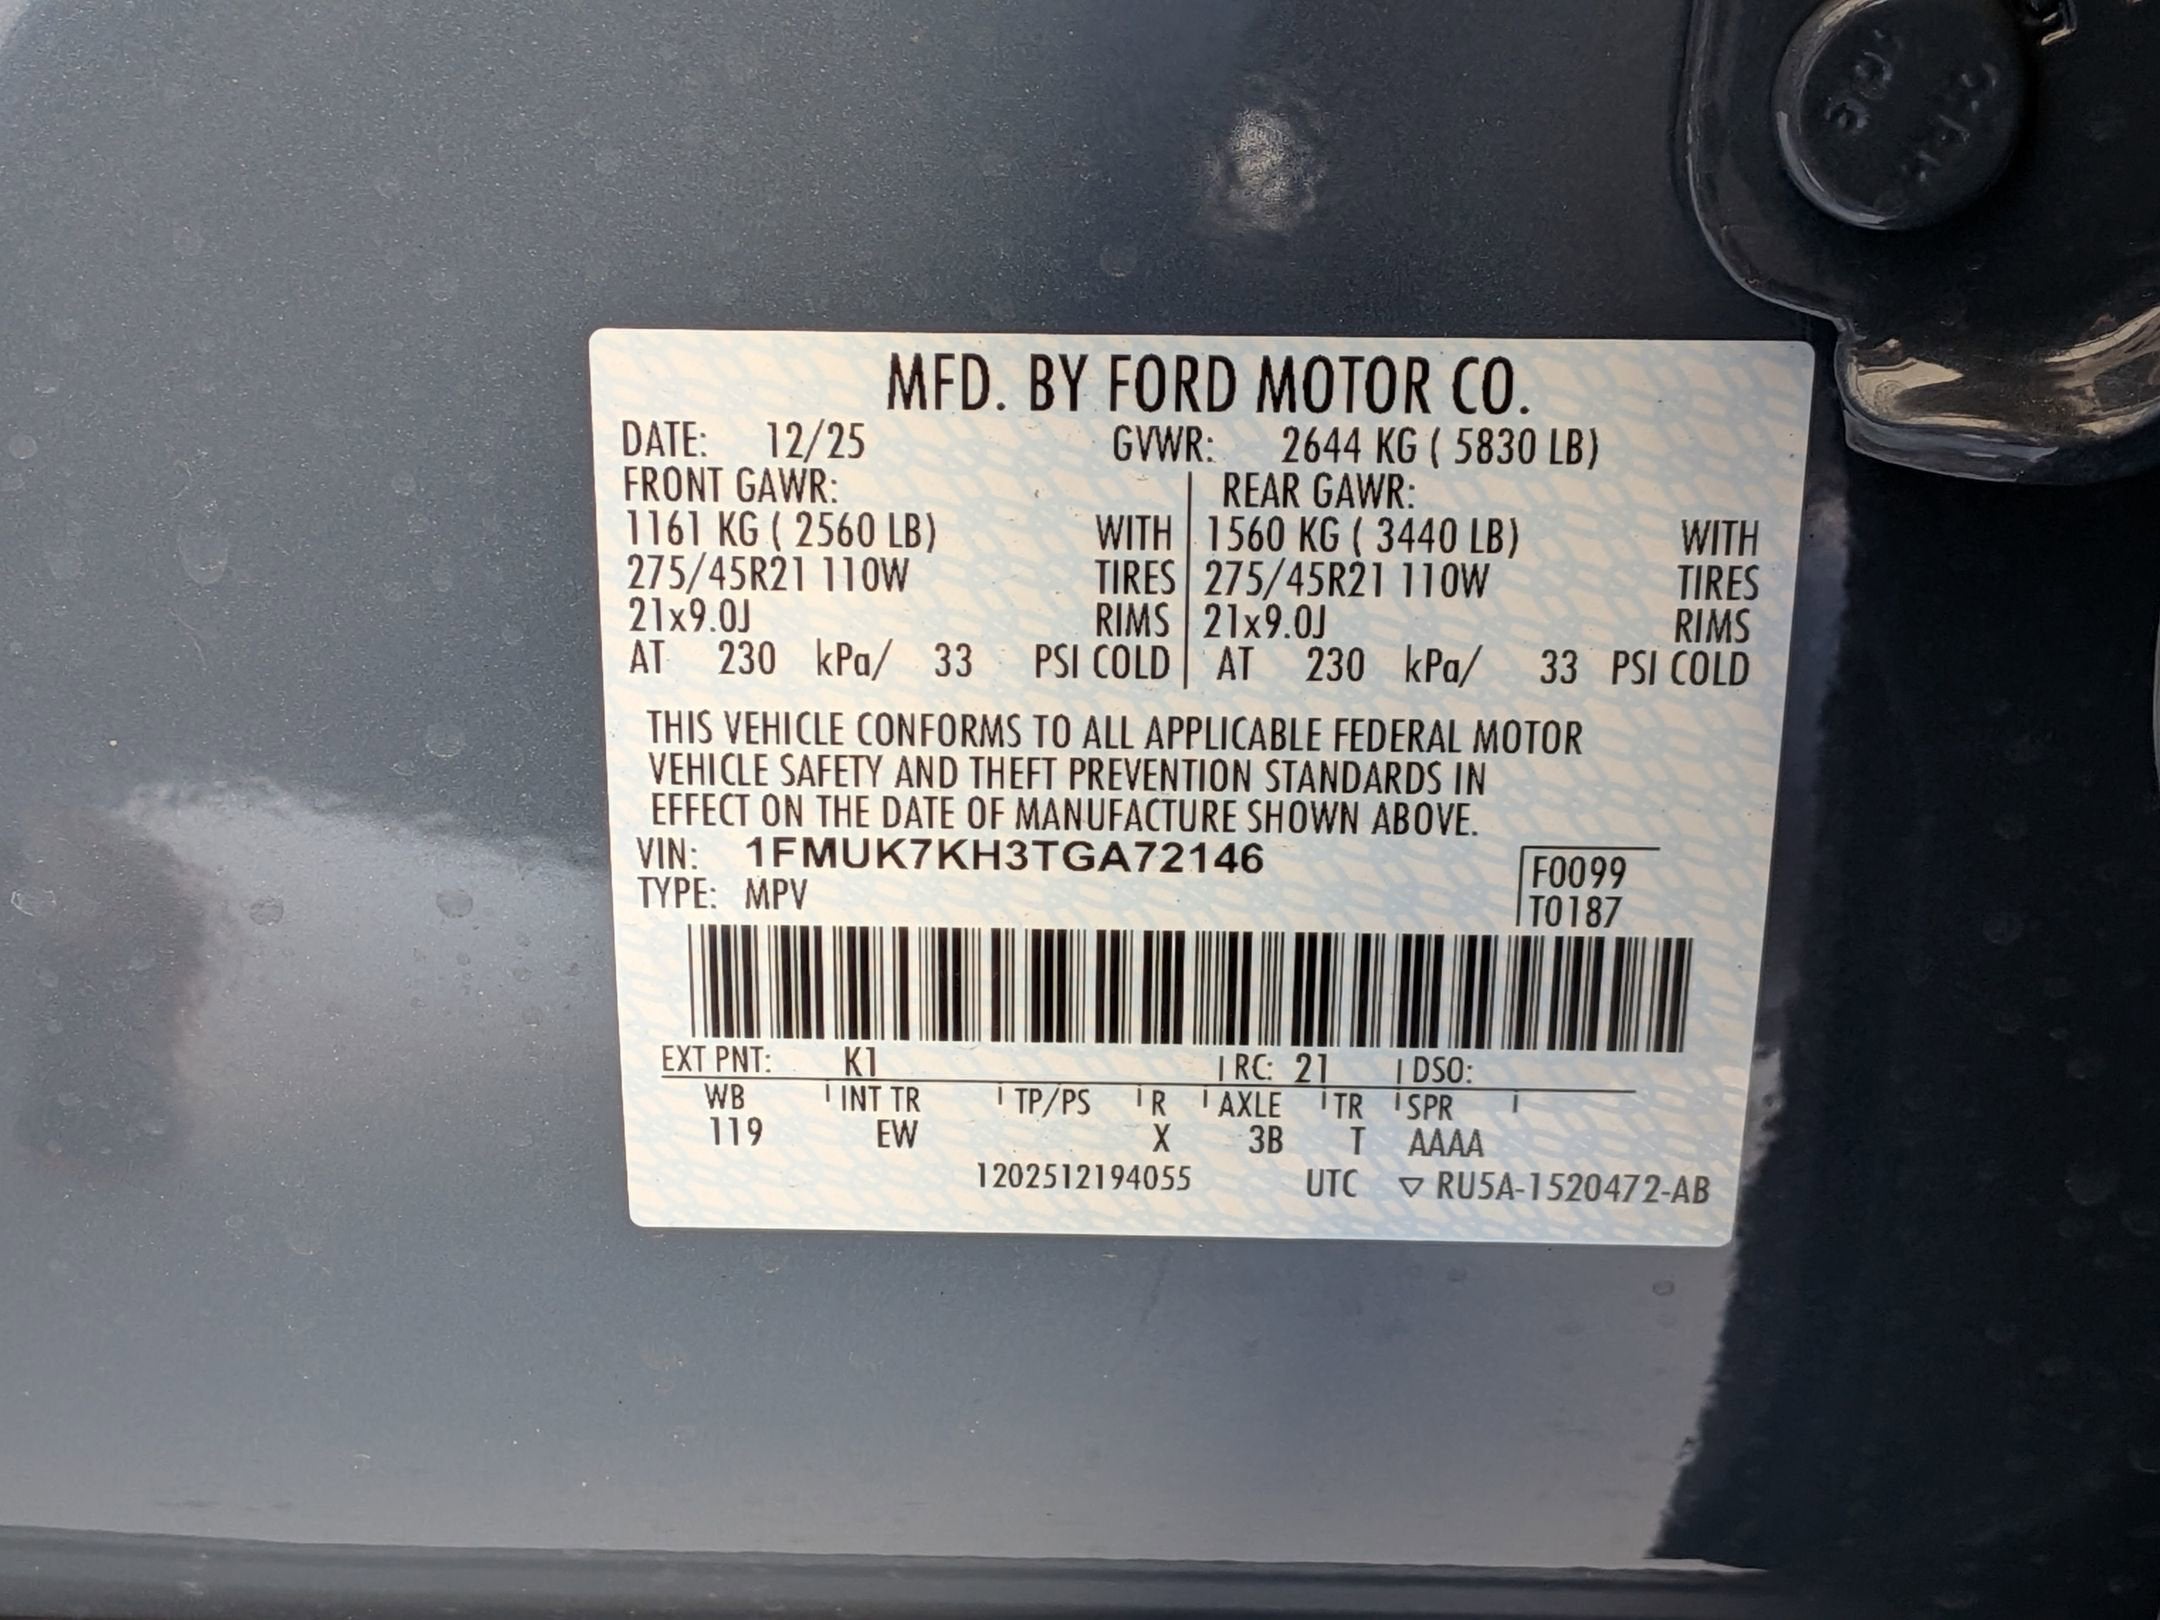 MFD. BY FORD MOTOR CO.
DATE: 12/25 GVWR: 2644 KG ( 5830 LB)
FRONT GAWR: REAR GAWR:
1161 KG ( 2560 LB) WITH 1560 KG ( 3440 LB) WITH
275/45R21 110W TIRES 275/45R21 110W TIRES
21x9.0J RIMS 21x9.0J RIMS
AT 230 kPa/ 33 PSI COLD AT 230 kPa/ 33 PSI COLD
THIS VEHICLE CONFORMS TO ALL APPLICABLE FEDERAL MOTOR
VEHICLE SAFETY AND THEFT PREVENTION STANDARDS IN
EFFECT ON THE DATE OF MANUFACTURE SHOWN ABOVE.
VIN: 1FMUK7KH3TGA72146 F0099
TYPE: MPV T0187
EXT PNT: K1 RC: 21 DSO:
WB INT TR TP/PS R AXLE TR SPR
119 EW X 3B T AAAA
1202512194055 UTC ▽ RU5A-1520472-AB